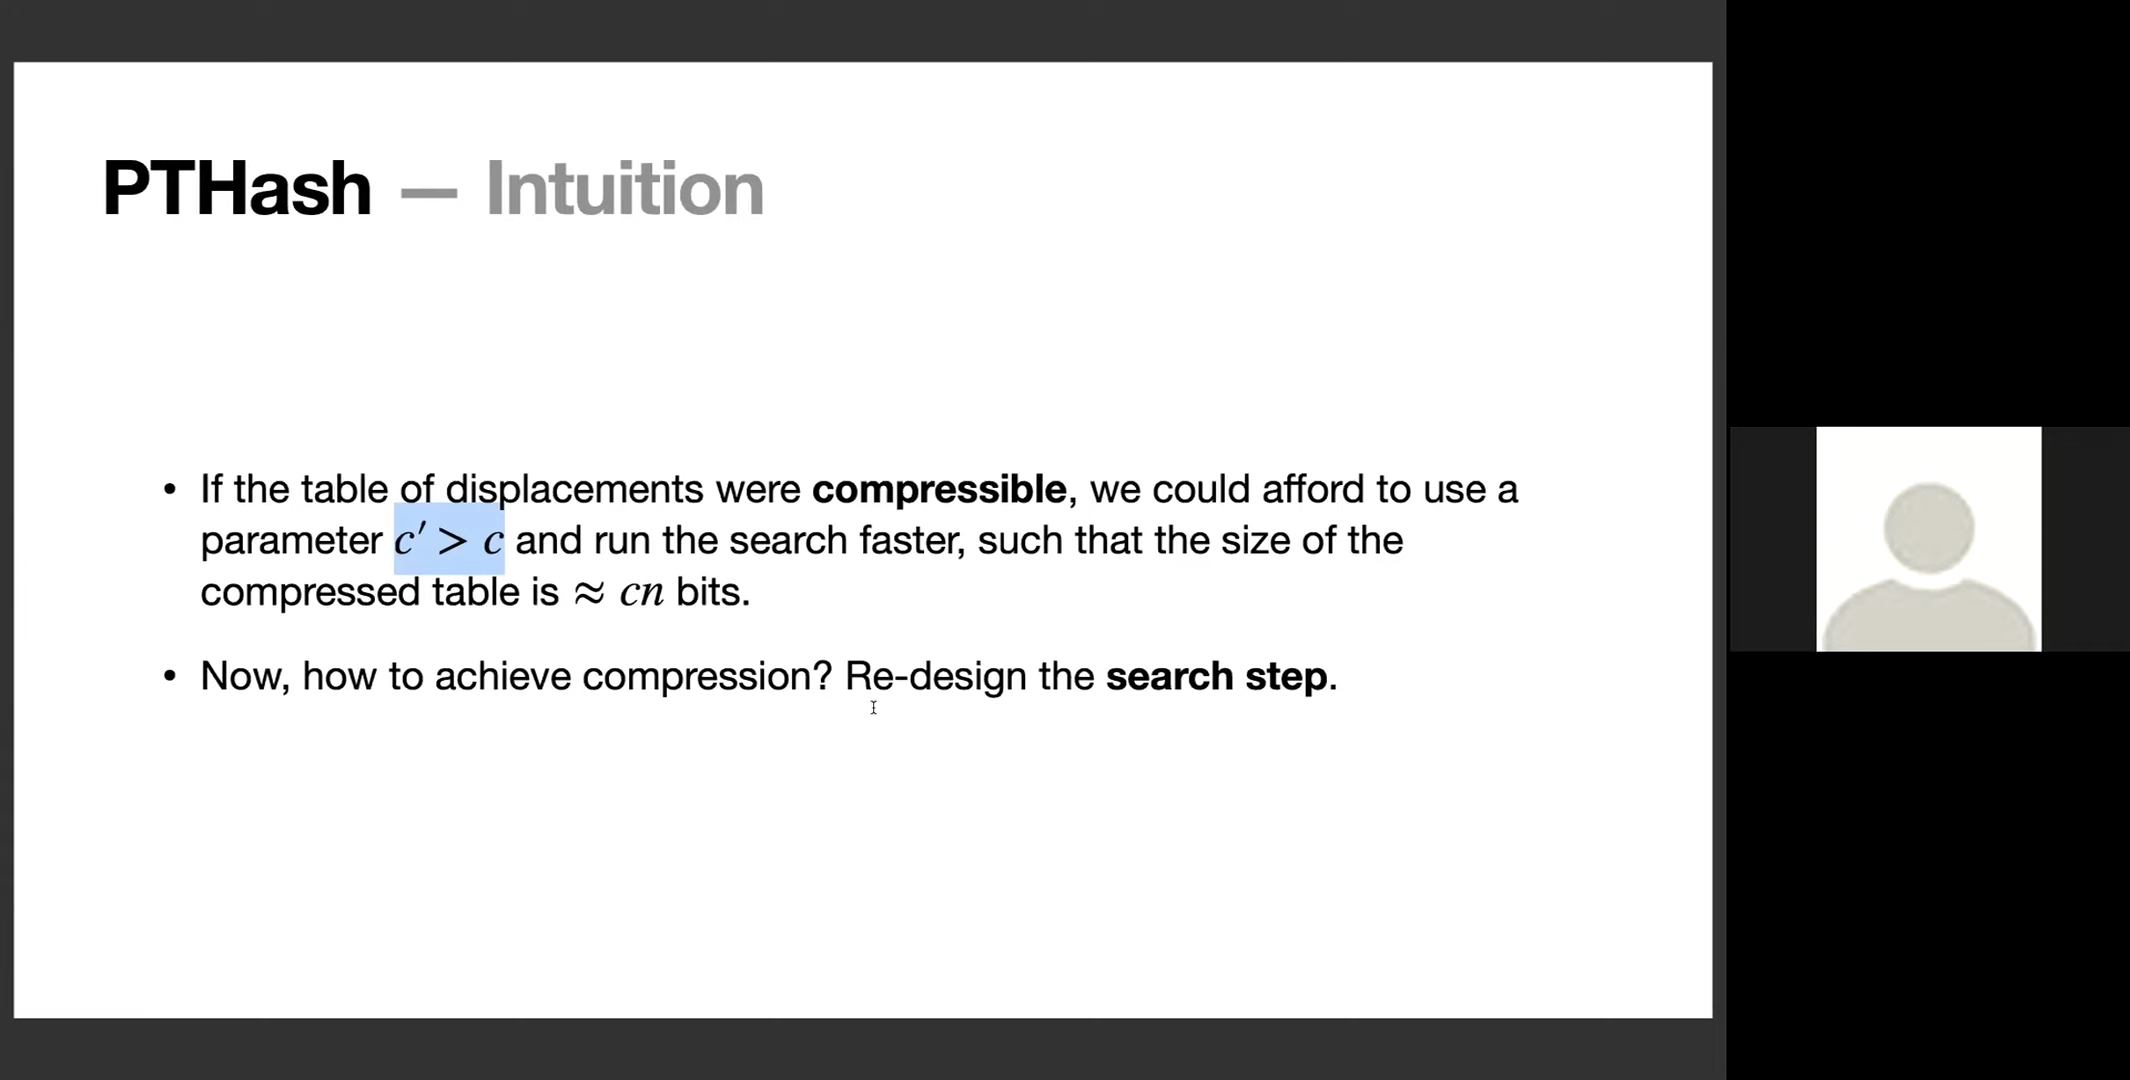 PTHash — Intuition
• If the table of displacements were compressible, we could afford to use a
parameter c′ > c and run the search faster, such that the size of the
compressed table is ≈ cn bits.
• Now, how to achieve compression? Re-design the search step.